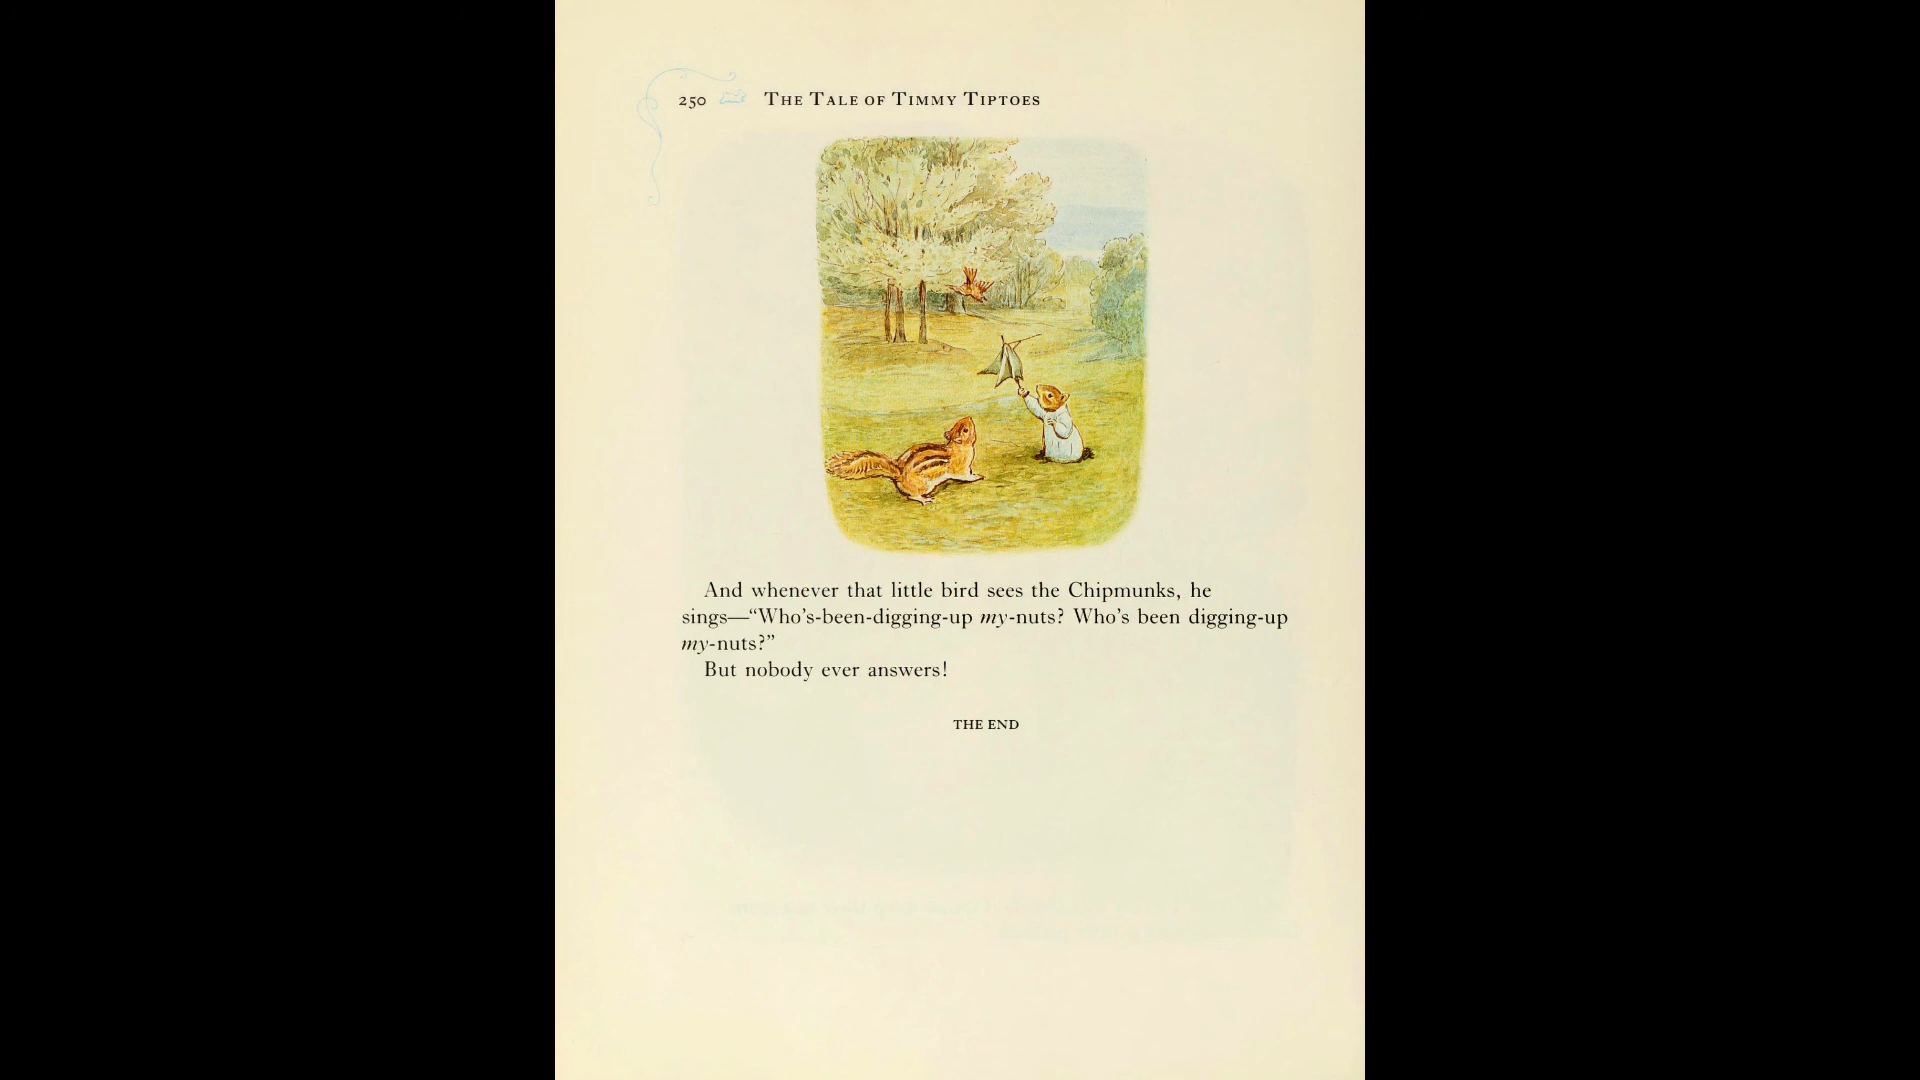 250 THE TALE OF TIMMY TIPTOES
And whenever that little bird sees the Chipmunks, he
sings—“Who’s-been-digging-up my-nuts? Who’s been digging-up
my-nuts?”
But nobody ever answers!
THE END